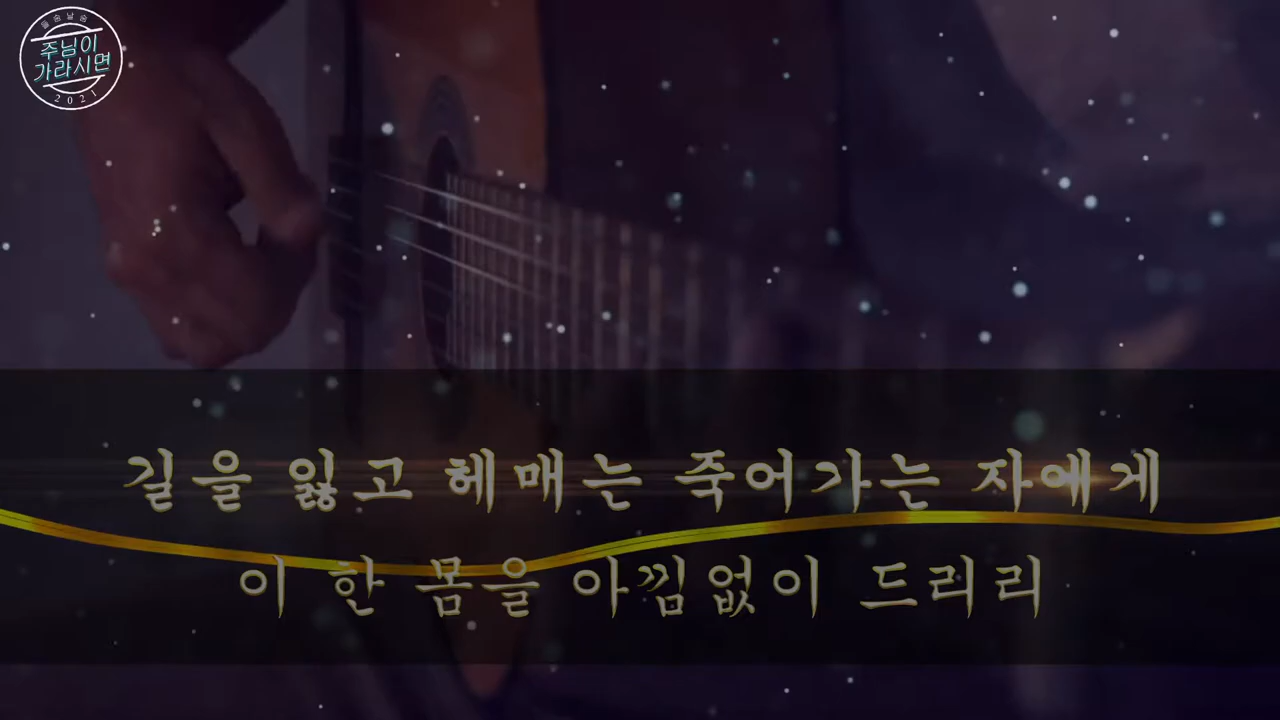 주님이
가라시면
2021
길을 잃고 헤매는 죽어가는 자에게
이 한 몸을 아낌없이 드리리